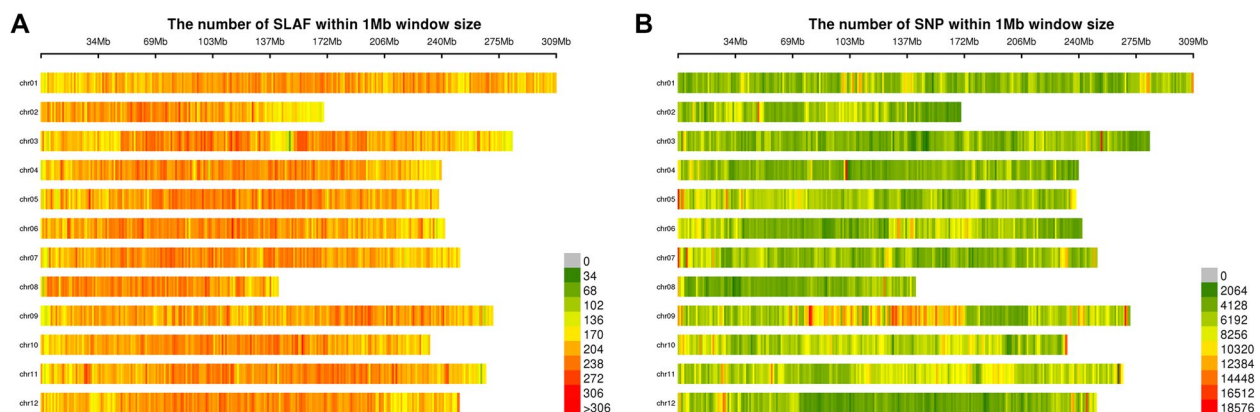 A
The number of SLAF within 1Mb window size
34Mb 69Mb 103Mb 137Mb 172Mb 206Mb 240Mb 275Mb 309Mb
chr01
chr02
chr03
chr04
chr05
chr06
chr07
chr08
chr09
chr10
chr11
chr12
0
34
68
102
136
170
204
238
272
306
>306
B
The number of SNP within 1Mb window size
34Mb 69Mb 103Mb 137Mb 172Mb 206Mb 240Mb 275Mb 309Mb
chr01
chr02
chr03
chr04
chr05
chr06
chr07
chr08
chr09
chr10
chr11
chr12
0
2064
4128
6192
8256
10320
12384
14448
16512
18576